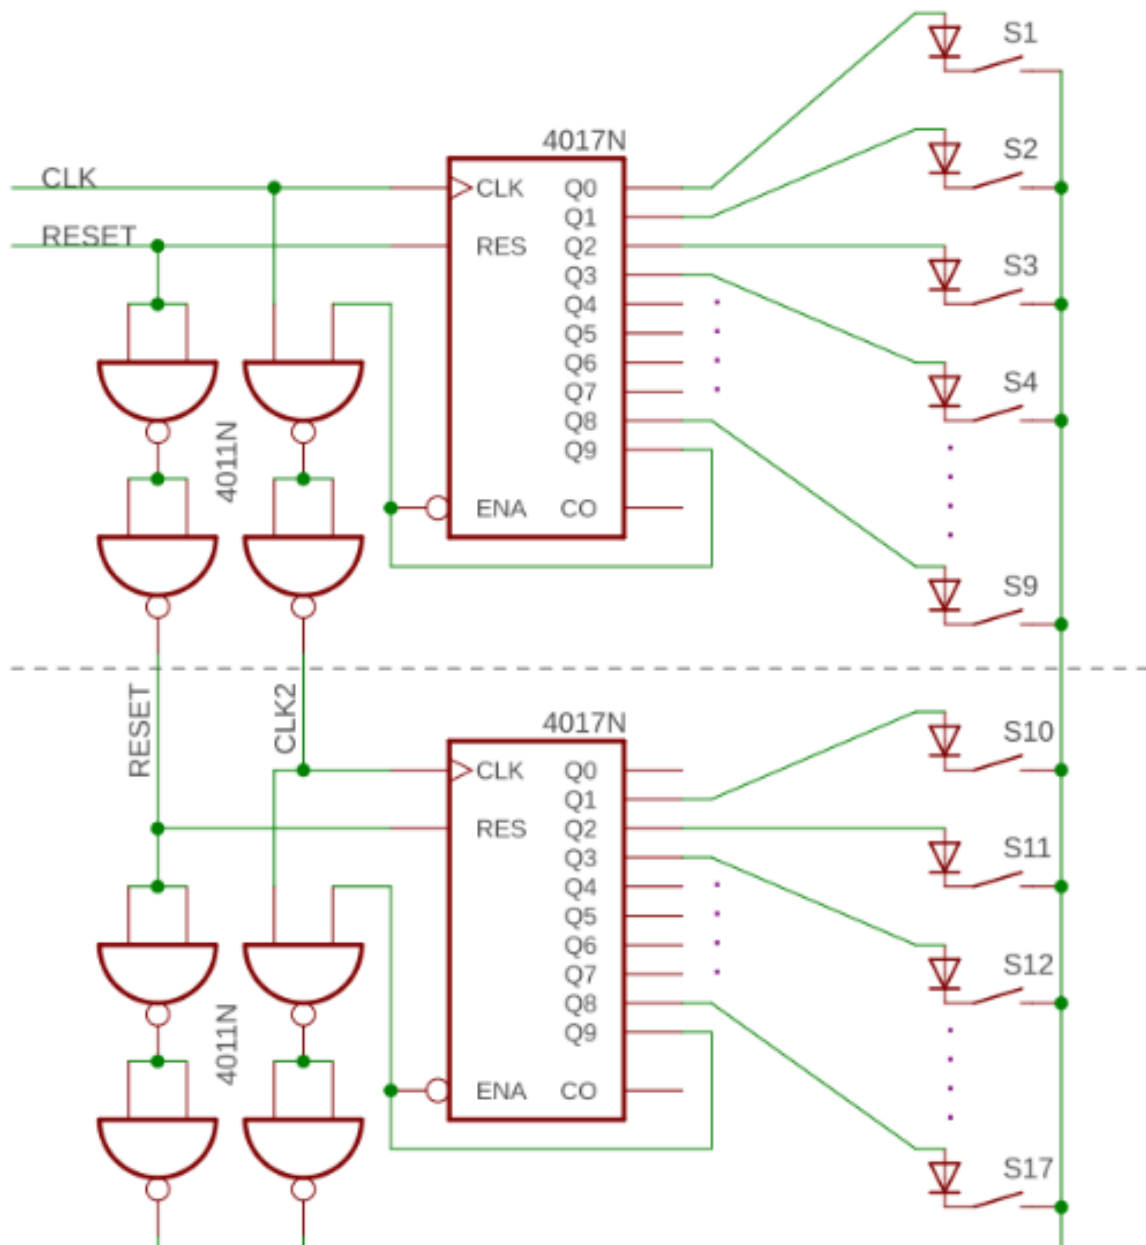 S1
4017N
S2
CLK
CLK
Q0
Q1
RESET
RES
Q2
S3
Q3
Q4
Q5
Q6
Q7
S4
Q8
4011N
Q9
ENA
CO
S9
RESET
CLK2
4017N
S10
CLK
Q0
Q1
RES
Q2
S11
Q3
Q4
Q5
Q6
S12
Q7
Q8
4011N
Q9
ENA
CO
S17